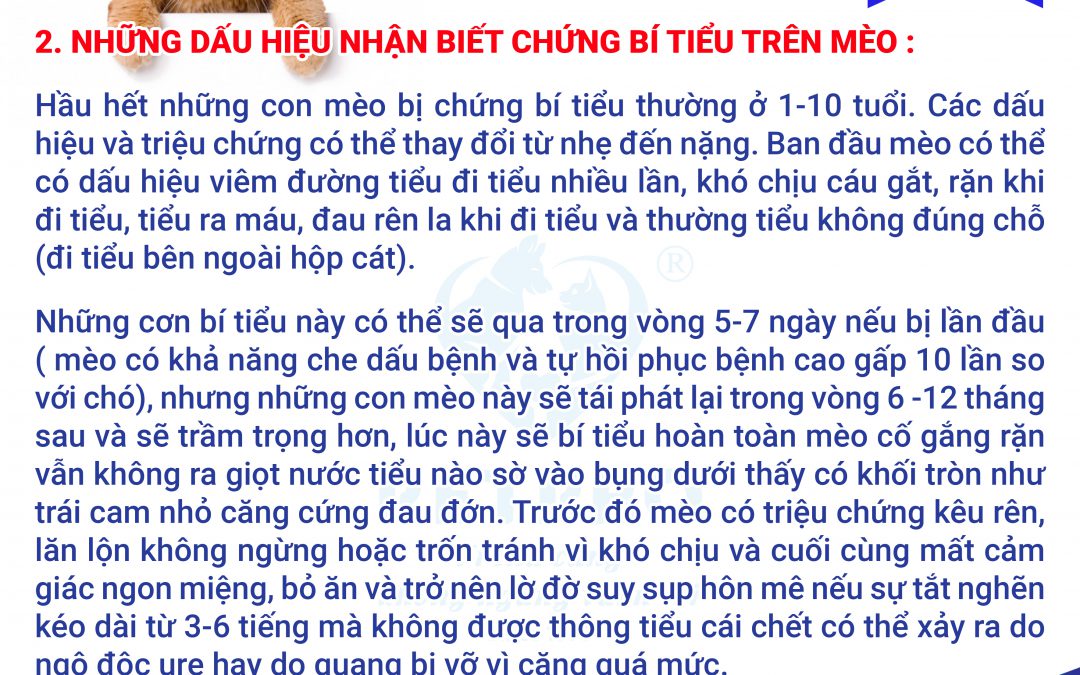 2. NHỮNG DẤU HIỆU NHẬN BIẾT CHỨNG BÍ TIỂU TRÊN MÈO :
Hầu hết những con mèo bị chứng bí tiểu thường ở 1-10 tuổi. Các dấu
hiệu và triệu chứng có thể thay đổi từ nhẹ đến nặng. Ban đầu mèo có thể
có dấu hiệu viêm đường tiểu đi tiểu nhiều lần, khó chịu cáu gắt, rặn khi
đi tiểu, tiểu ra máu, đau rên la khi đi tiểu và thường tiểu không đúng chỗ
(đi tiểu bên ngoài hộp cát).
®
Những cơn bí tiểu này có thể sẽ qua trong vòng 5-7 ngày nếu bị lần đầu
( mèo có khả năng che dấu bệnh và tự hồi phục bệnh cao gấp 10 lần so
với chó), nhưng những con mèo này sẽ tái phát lại trong vòng 6 -12 tháng
sau và sẽ trầm trọng hơn, lúc này sẽ bí tiểu hoàn toàn mèo cố gắng rặn
vẫn không ra giọt nước tiểu nào sờ vào bụng dưới thấy có khối tròn như
trái cam nhỏ căng cứng đau đớn. Trước đó mèo có triệu chứng kêu rên,
lăn lộn không ngừng hoặc trốn tránh vì khó chịu và cuối cùng mất cảm
giác ngon miệng, bỏ ăn và trở nên lờ đờ suy sụp hôn mê nếu sự tắt nghẽn
kéo dài từ 3-6 tiếng mà không được thông tiểu cái chết có thể xảy ra do
ngộ độc ure hay do quang bị vỡ vì căng quá mức.